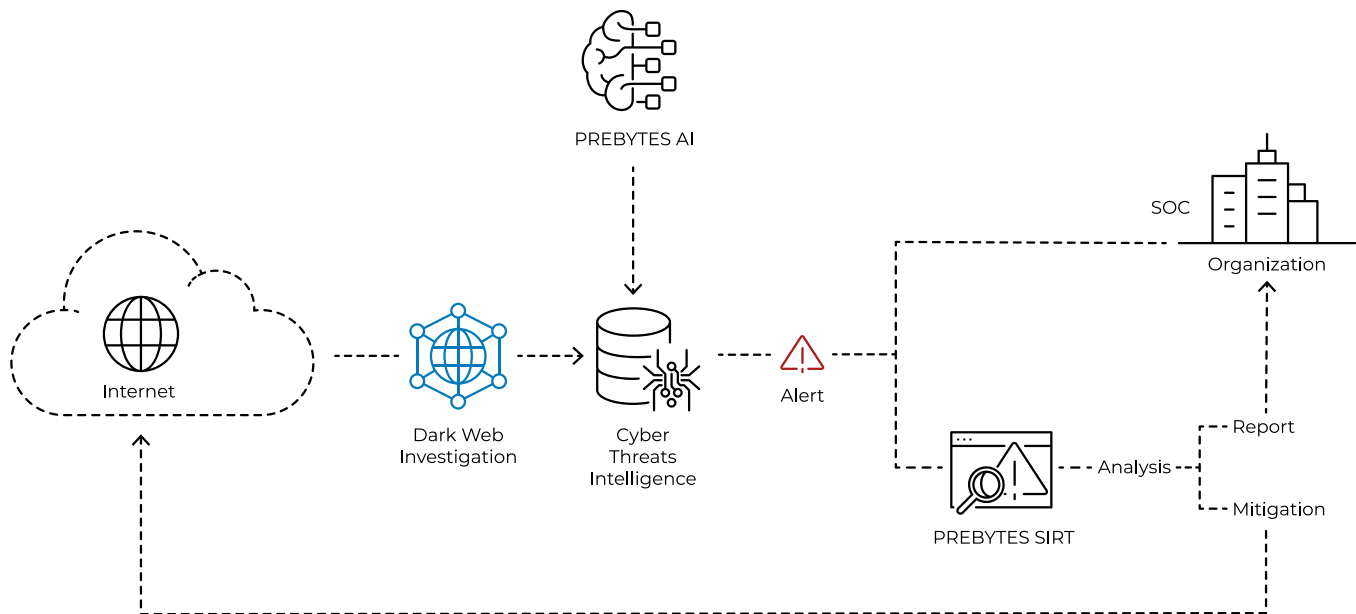 PREBYTES AI
SOC
Organization
Internet
Dark Web
Investigation
Cyber
Threats
Intelligence
Alert
PREBYTES SIRT
Analysis
Report
Mitigation